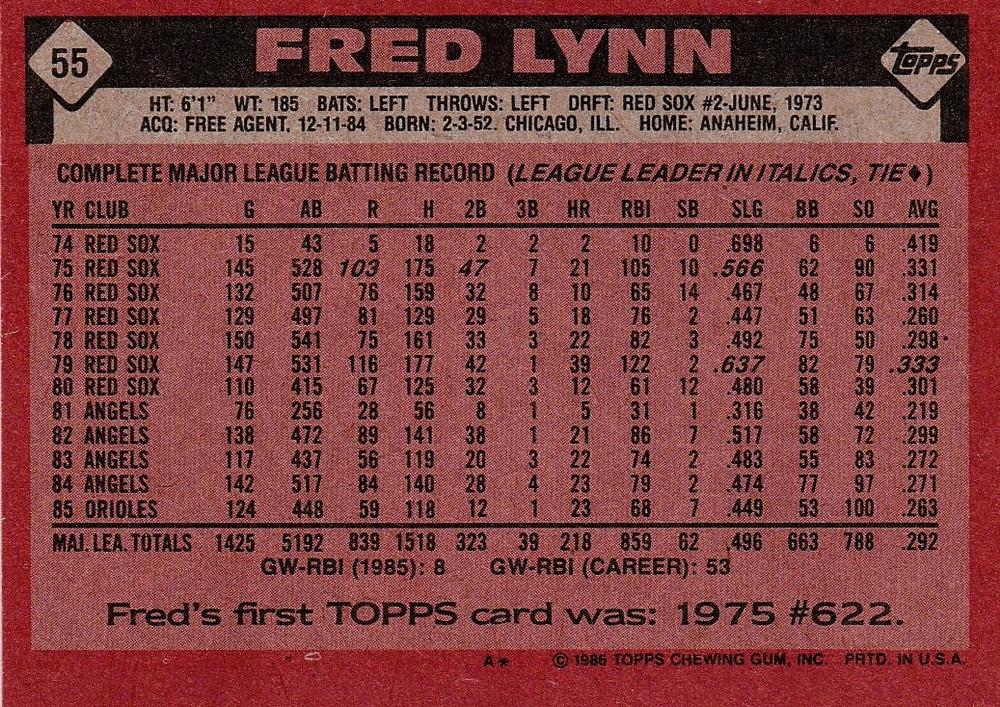 55 FRED LYNN TOPPS
HT: 6'1" WT: 185 BATS: LEFT THROWS: LEFT DRFT: RED SOX #2-JUNE, 1973
ACQ: FREE AGENT, 12-11-84 BORN: 2-3-52, CHICAGO, ILL. HOME: ANAHEIM, CALIF.
COMPLETE MAJOR LEAGUE BATTING RECORD (LEAGUE LEADER IN ITALICS, TIE♦)
YR CLUB G AB R H 2B 3B HR RBI SB SLG BB SO AVG
74 RED SOX 15 43 5 18 2 2 2 10 0 .698 6 6 .419
75 RED SOX 145 528 103 175 47 7 21 105 10 .566 62 90 .331
76 RED SOX 132 507 76 159 32 8 10 65 14 .467 48 67 .314
77 RED SOX 129 497 81 129 29 5 18 76 2 .447 51 63 .260
78 RED SOX 150 541 75 161 33 3 22 82 3 .492 75 50 .298
79 RED SOX 147 531 116 177 42 1 39 122 2 .637 82 79 .333
80 RED SOX 110 415 67 125 32 3 12 61 12 .480 58 39 .301
81 ANGELS 76 256 28 56 8 1 5 31 1 .316 38 42 .219
82 ANGELS 138 472 89 141 38 1 21 86 7 .517 58 72 .299
83 ANGELS 117 437 56 119 20 3 22 74 2 .483 55 83 .272
84 ANGELS 142 517 84 140 28 4 23 79 2 .474 77 97 .271
85 ORIOLES 124 448 59 118 12 1 23 68 7 .449 53 100 .263
MAJ. LEA. TOTALS 1425 5192 839 1518 323 39 218 859 62 .496 663 788 .292
GW-RBI (1985): 8 GW-RBI (CAREER): 53
Fred's first TOPPS card was: 1975 #622.
A* © 1986 TOPPS CHEWING GUM, INC. PRTD. IN U.S.A.